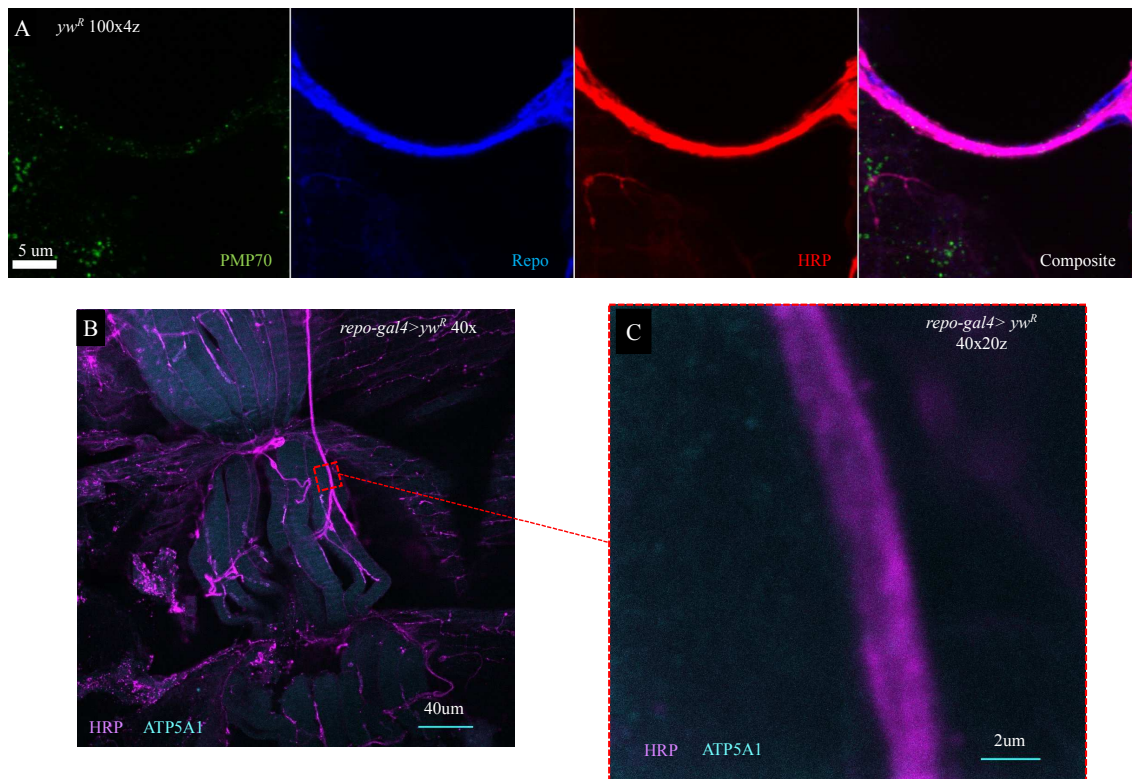 A
ywR 100x4z
5 um
PMP70
Repo
HRP
Composite
B
repo-gal4>ywR 40x
HRP ATP5A1
40um
C
repo-gal4> ywR
40x20z
HRP ATP5A1
2um